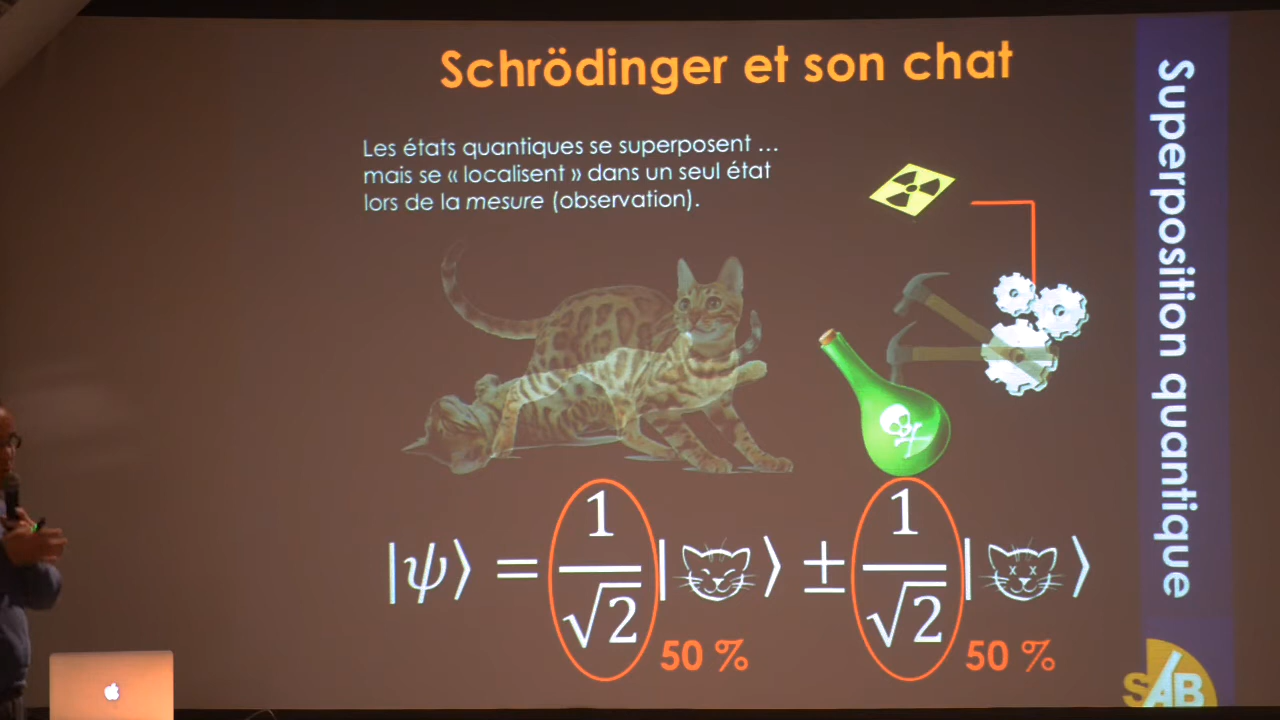 Schrödinger et son chat
Les états quantiques se superposent ...
mais se « localisent » dans un seul état
lors de la mesure (observation).
|ψ⟩ = 1/√2 | ⟩ ± 1/√2 | ⟩
50 %
50 %
Superposition quantique
SAB